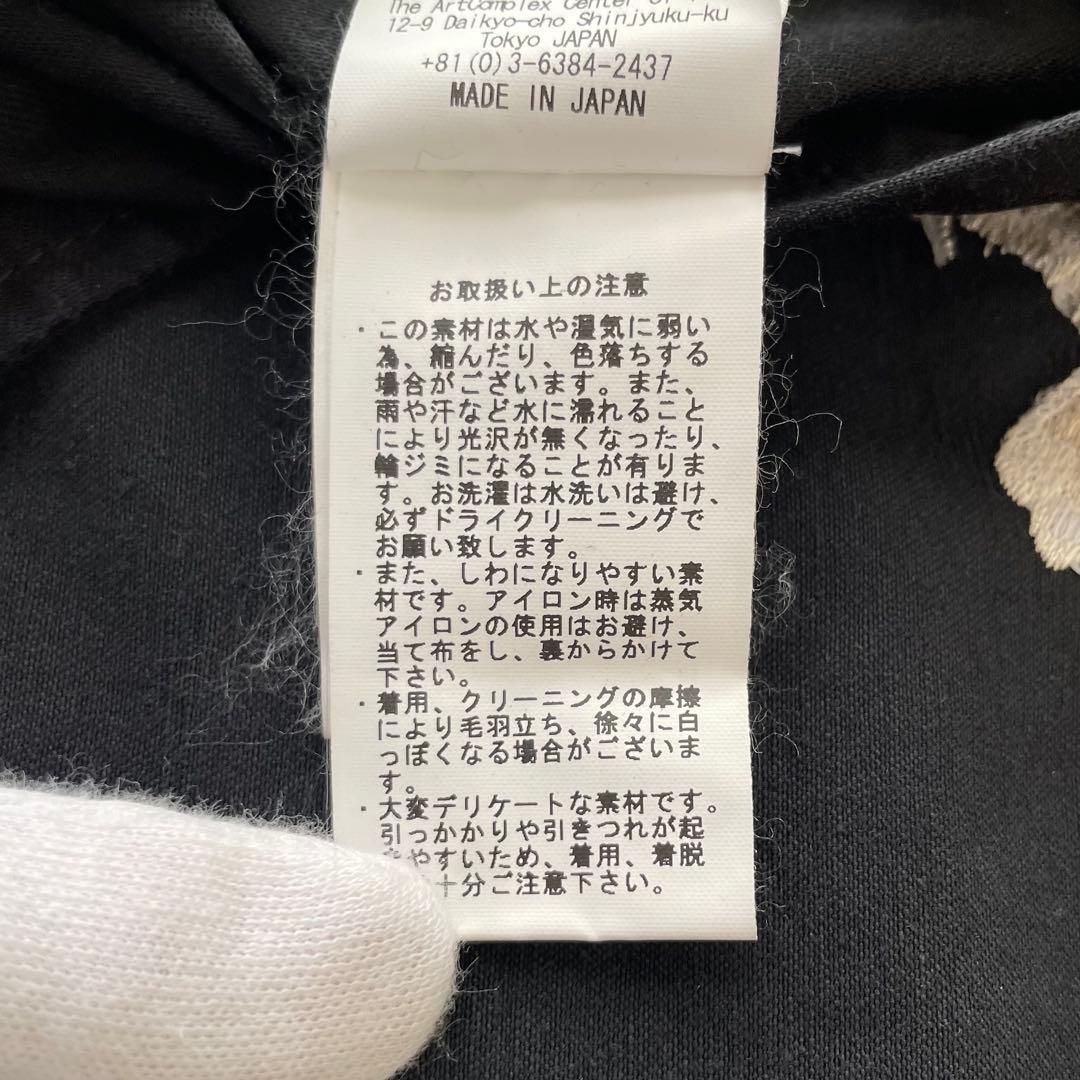 The ArtComplex Center
12-9 Daikyo-cho Shinjyuku-ku
Tokyo JAPAN
+81(0)3-6384-2437
MADE IN JAPAN
お取扱い上の注意
・この素材は水や湿気に弱い
為、縮んだり、色落ちする
場合がございます。また、
雨や汗など水に濡れること
により光沢が無くなったり、
輪ジミになることが有りま
す。お洗濯は水洗いは避け、
必ずドライクリーニングで
お願い致します。
・また、しわになりやすい素
材です。アイロン時は蒸気
アイロンの使用はお避け、
当て布をし、裏からかけて
下さい。
・着用、クリーニングの摩擦
により毛羽立ち、徐々に白
っぽくなる場合がございま
す。
・大変デリケートな素材です。
引っかかりや引きつれが起
やすいため、着用、着脱
十分ご注意下さい。